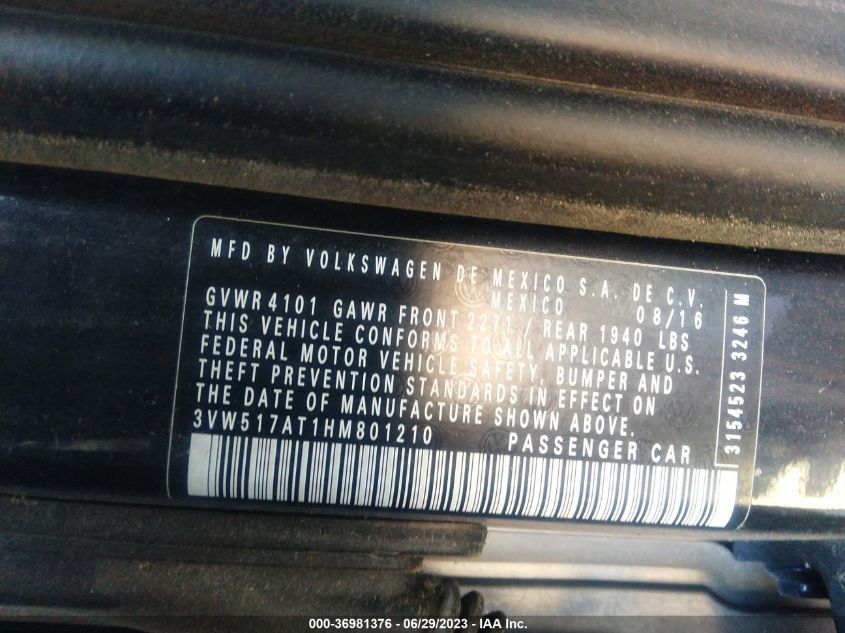 MFD BY VOLKSWAGEN DE MEXICO S.A. DE C.V.
MEXICO 08/16
GVWR 4101 GAWR FRONT 2271 / REAR 1940 LBS
THIS VEHICLE CONFORMS TO ALL APPLICABLE U.S.
FEDERAL MOTOR VEHICLE SAFETY, BUMPER AND
THEFT PREVENTION STANDARDS IN EFFECT ON
THE DATE OF MANUFACTURE SHOWN ABOVE.
3VW517AT1HM801210 PASSENGER CAR
3154523 3246 M
000-36981376 / 06/29/2023 - © IAA Inc.